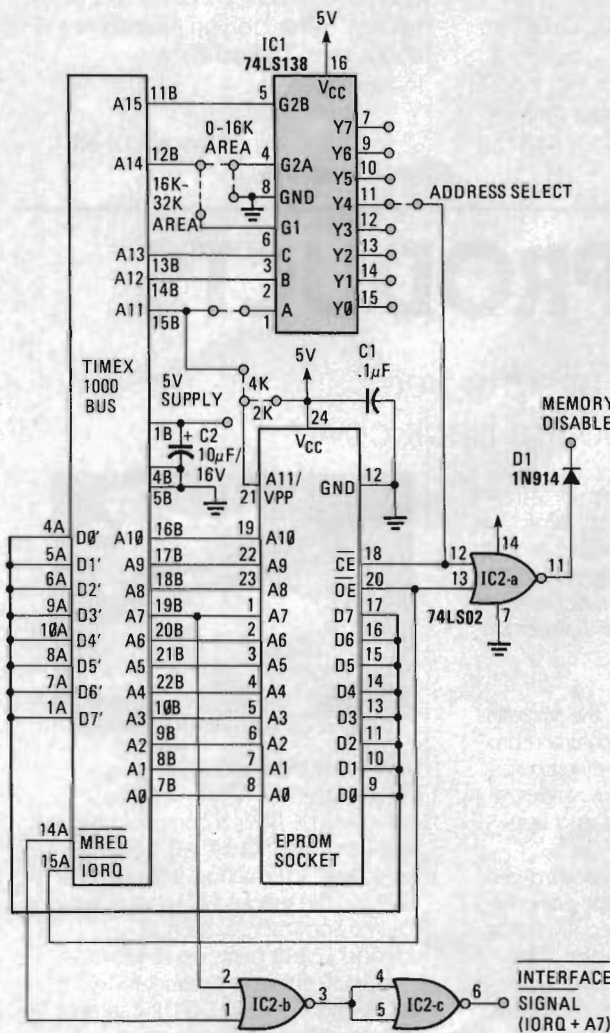 5V
IC1
74LS138
16
VCC
A15 11B 5 G2B Y7 7
0-16K AREA
Y6 9
A14 12B 4 G2A Y5 10
8 GND Y4 11 ADDRESS SELECT
16K-32K AREA
G1 Y3 12
6
A13 C Y2 13
13B 3
A12 B Y1 14
14B 2
A11 A Y0 15
15B 1
TIMEX 1000 BUS
5V SUPPLY
4K
2K
5V
C1 .1µF
1B
+ C2 10µF/16V
4B
5B
24
VCC
A11/VPP
21
GND 12
MEMORY DISABLE
D1
1N914
4A D0' A10 16B 19 A10 CE 18 12 14
5A D1' A9 17B 22 A9 OE 20 13 IC2-a 11
6A D2' A8 18B 23 A8 D7 17 74LS02 7
9A D3' A7 19B 1 A7 D6 16
10A D4' A6 20B 2 A6 D5 15
8A D5' A5 21B 3 A5 D4 14
7A D6' A4 22B 4 A4 D3 13
1A D7' A3 10B 5 A3 D2 11
A2 9B 6 A2 D1 10
A1 8B 7 A1 D0 9
A0 7B 8 A0
EPROM SOCKET
14A MREQ
15A IORQ
2 1 IC2-b 3 4 5 IC2-c 6
INTERFACE
SIGNAL
(IORQ + A7)